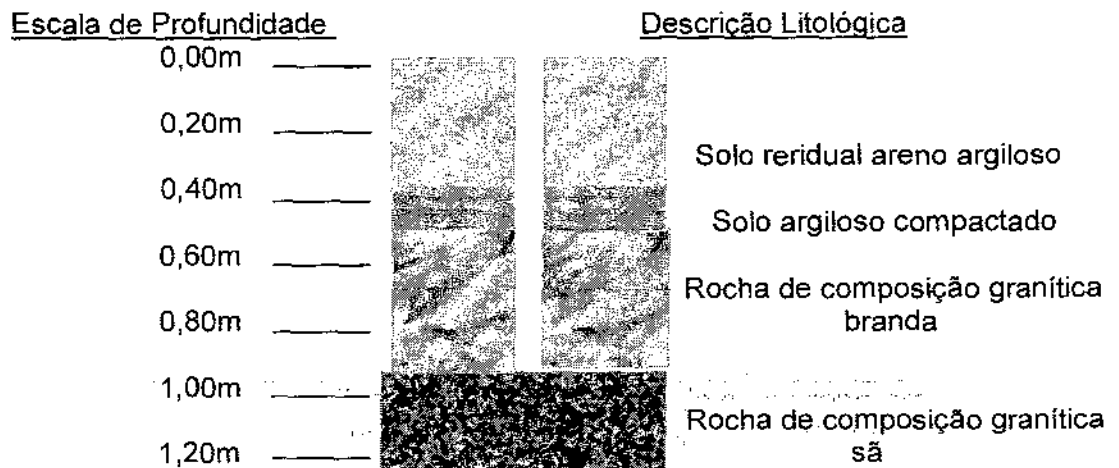 Escala de Profundidade
Descrição Litológica
0,00m
0,20m
Solo reridual areno argiloso
0,40m
Solo argiloso compactado
0,60m
Rocha de composição granítica
branda
0,80m
1,00m
Rocha de composição granítica
sã
1,20m